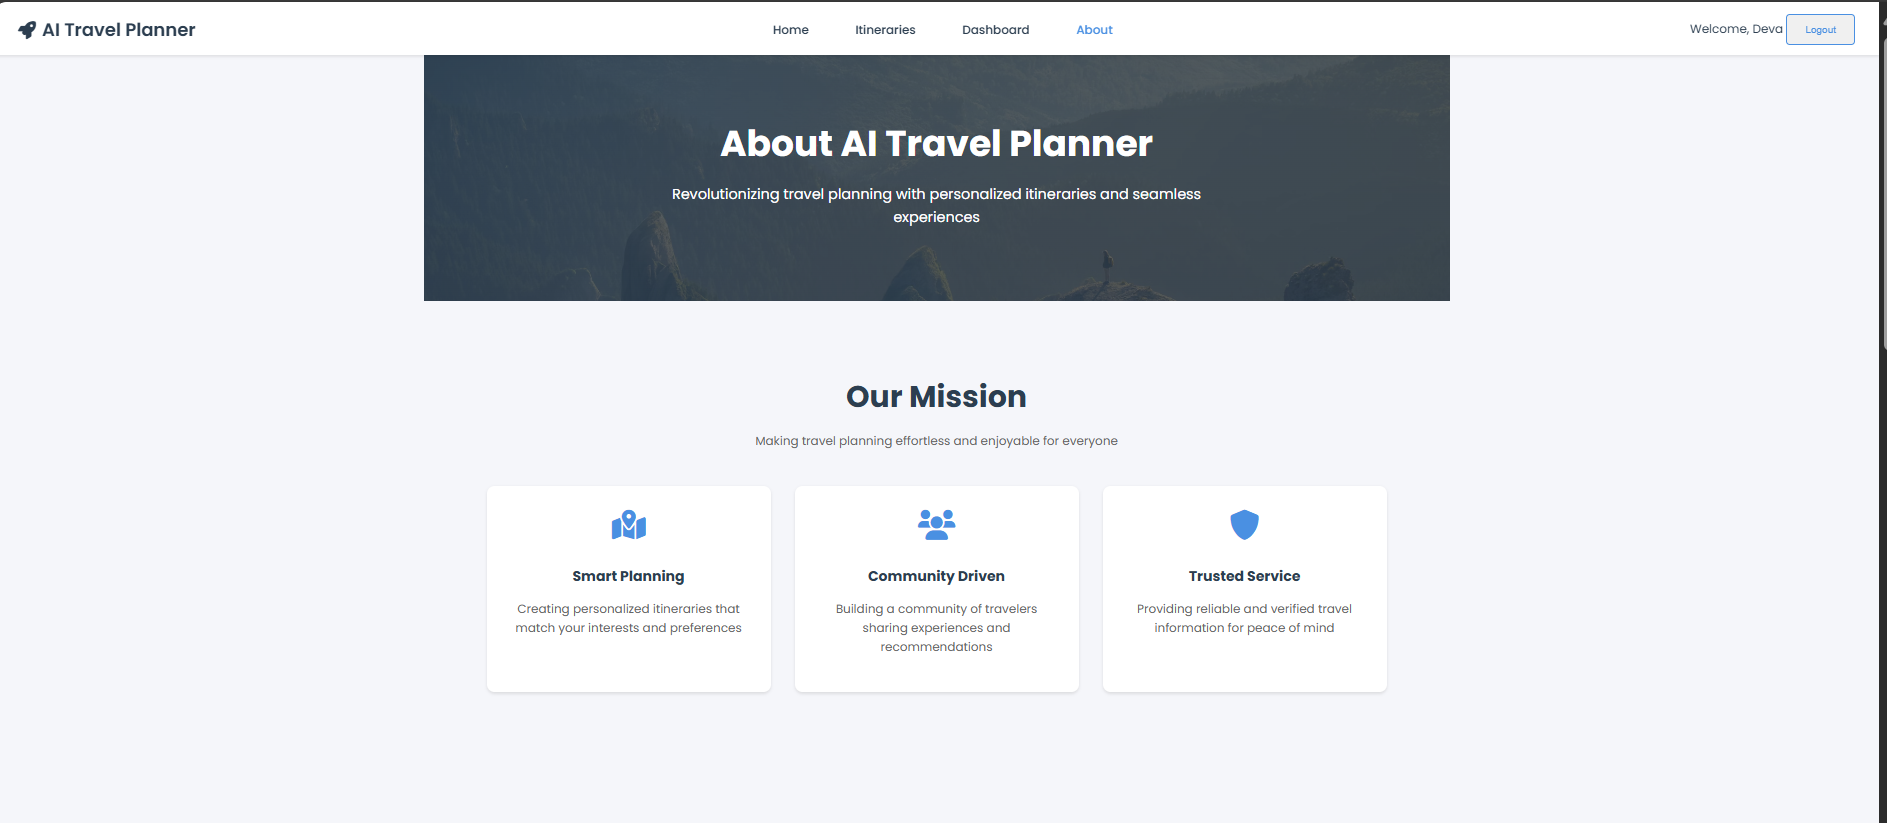 AI Travel Planner
Home
Itineraries
Dashboard
About
Welcome, Deva
Logout
About AI Travel Planner
Revolutionizing travel planning with personalized itineraries and seamless
experiences
Our Mission
Making travel planning effortless and enjoyable for everyone
Smart Planning
Creating personalized itineraries that
match your interests and preferences
Community Driven
Building a community of travelers
sharing experiences and
recommendations
Trusted Service
Providing reliable and verified travel
information for peace of mind